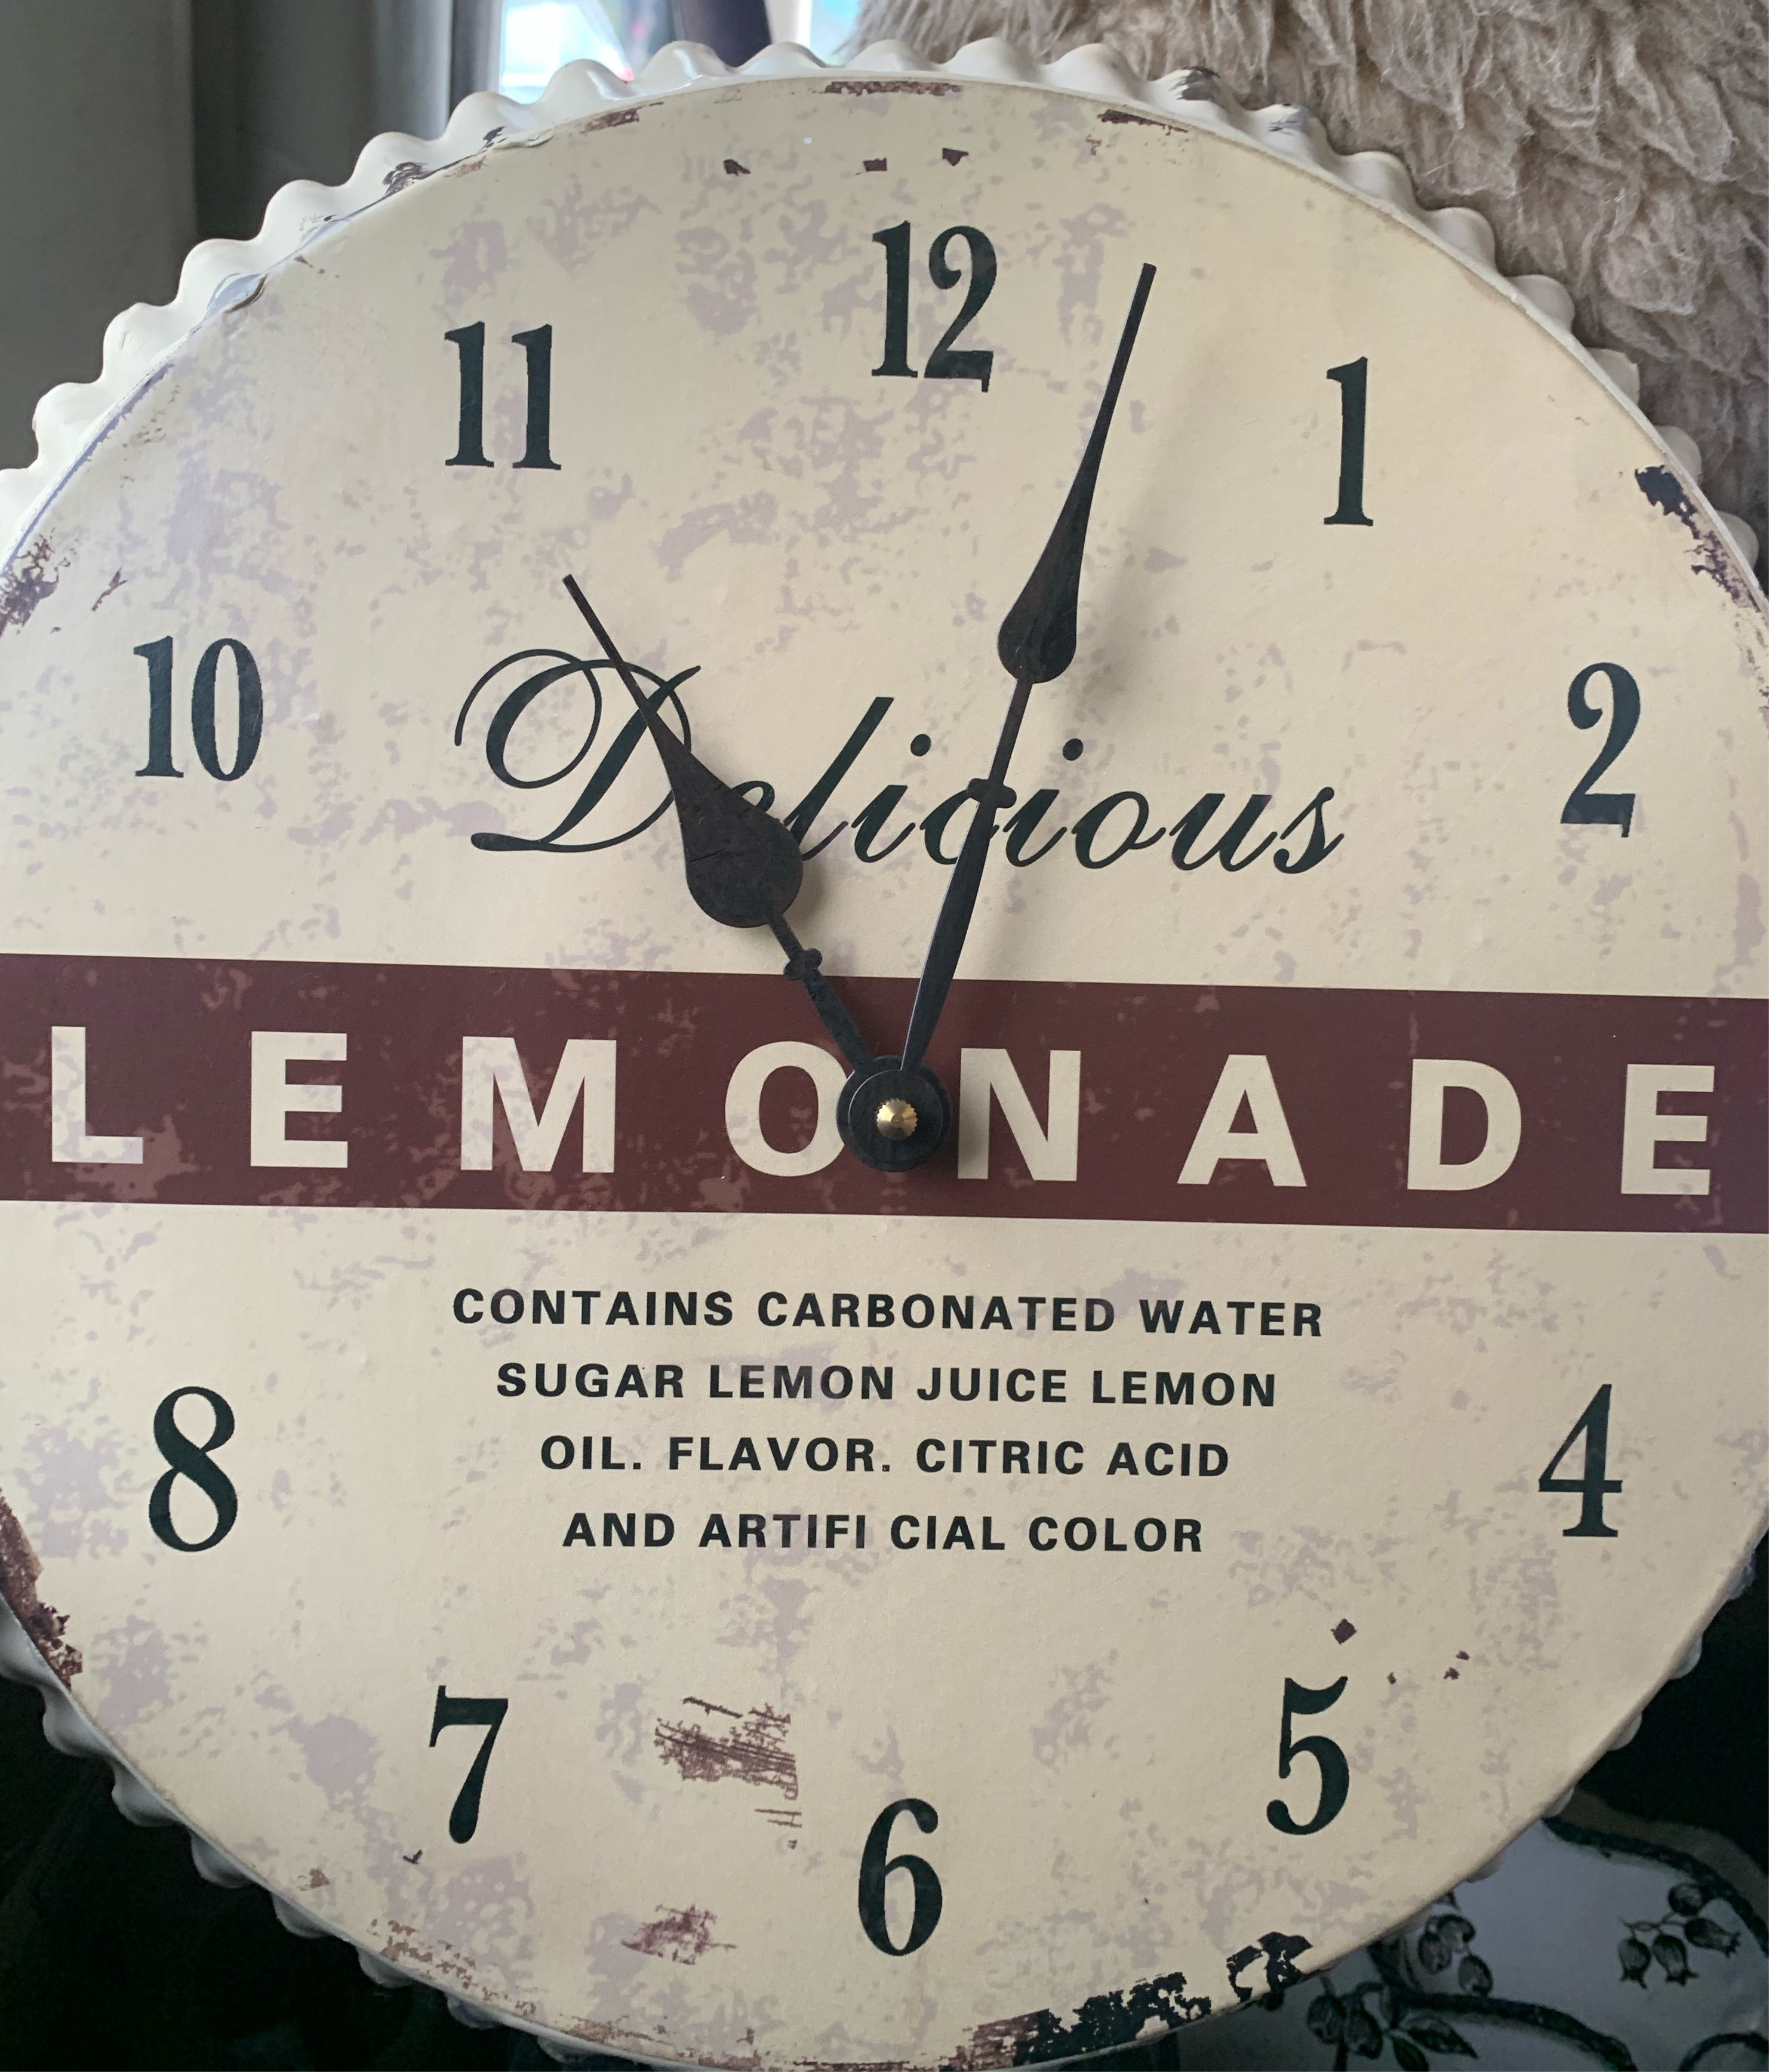 12
11
1
10
2
Delicious
LEMONADE
CONTAINS CARBONATED WATER
SUGAR LEMON JUICE LEMON
OIL. FLAVOR. CITRIC ACID
AND ARTIFI CIAL COLOR
8
4
7
5
6